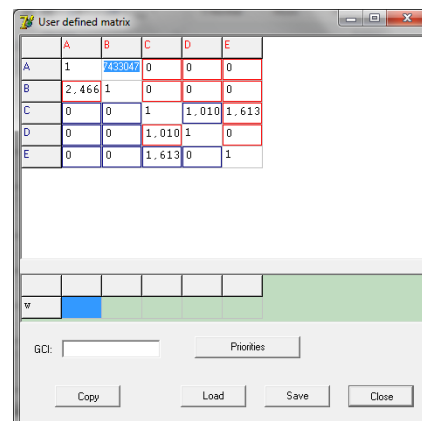 User defined matrix
A B C D E
A 1 7433047 0 0 0
B 2,466 1 0 0 0
C 0 0 1 1,010 1,613
D 0 0 1,010 1 0
E 0 0 1,613 0 1
w
GCI: Priorities
Copy Load Save Close